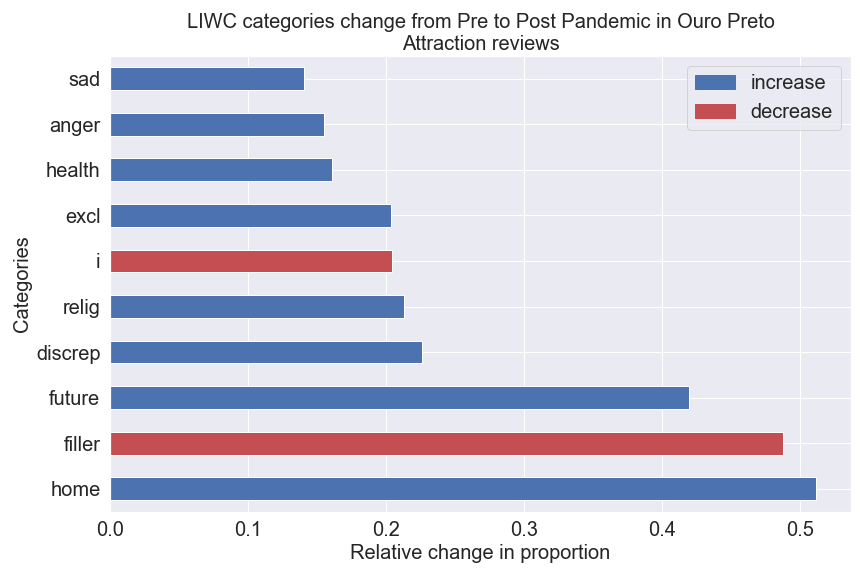 LIWC categories change from Pre to Post Pandemic in Ouro Preto
Attraction reviews
increase
decrease
Categories
sad
anger
health
excl
i
relig
discrep
future
filler
home
0.0 0.1 0.2 0.3 0.4 0.5
Relative change in proportion